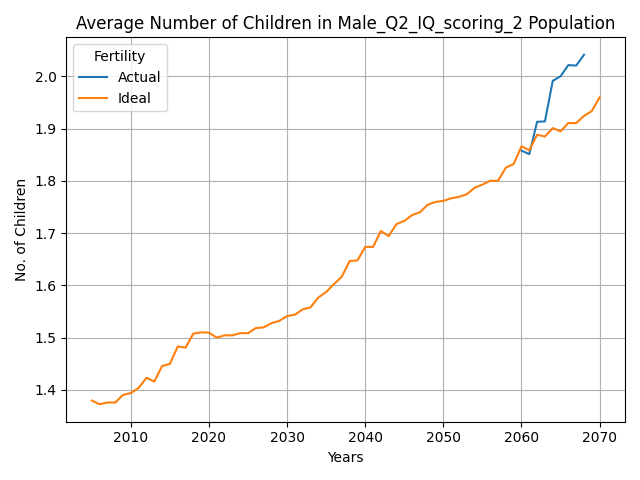 Average Number of Children in Male_Q2_IQ_scoring_2 Population
Fertility
Actual
Ideal
No. of Children
2.0
1.9
1.8
1.7
1.6
1.5
1.4
2010 2020 2030 2040 2050 2060 2070
Years